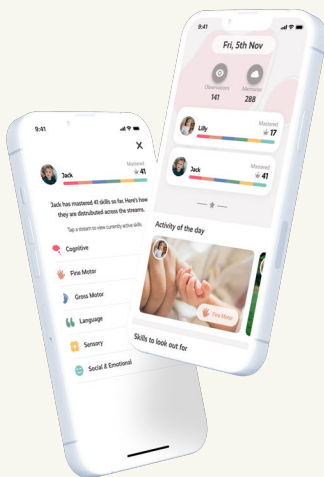 9:41
Jack
Mastered
41
Jack has mastered 41 skills so far. Here's how
they are distrubuted across the streams.
Tap a stream to view currently active skills
Cognitive
Fine Motor
Gross Motor
Language
Sensory
Social & Emotional
9:41
Fri, 5th Nov
Observations
141
Memories
288
Lilly
Mastered
17
Jack
Mastered
41
Activity of the day
Fine Motor
Skills to look out for